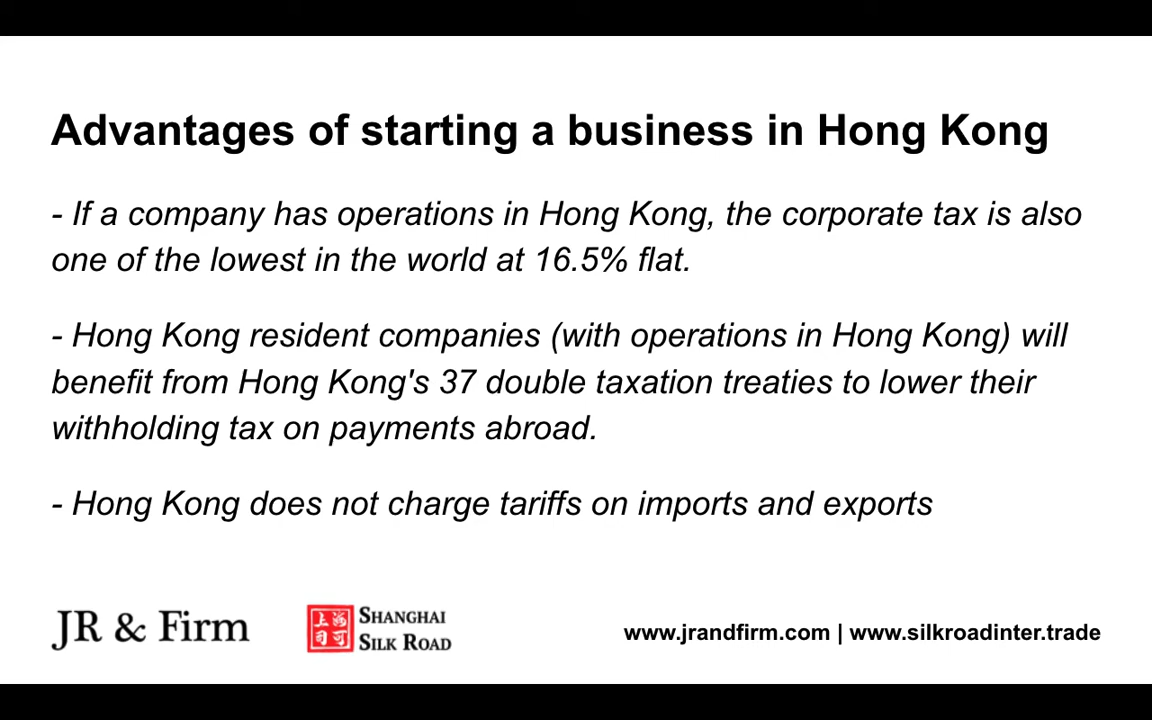 Advantages of starting a business in Hong Kong
- If a company has operations in Hong Kong, the corporate tax is also
one of the lowest in the world at 16.5% flat.
- Hong Kong resident companies (with operations in Hong Kong) will
benefit from Hong Kong's 37 double taxation treaties to lower their
withholding tax on payments abroad.
- Hong Kong does not charge tariffs on imports and exports
JR & Firm
SHANGHAI
SILK ROAD
www.jrandfirm.com | www.silkroadinter.trade